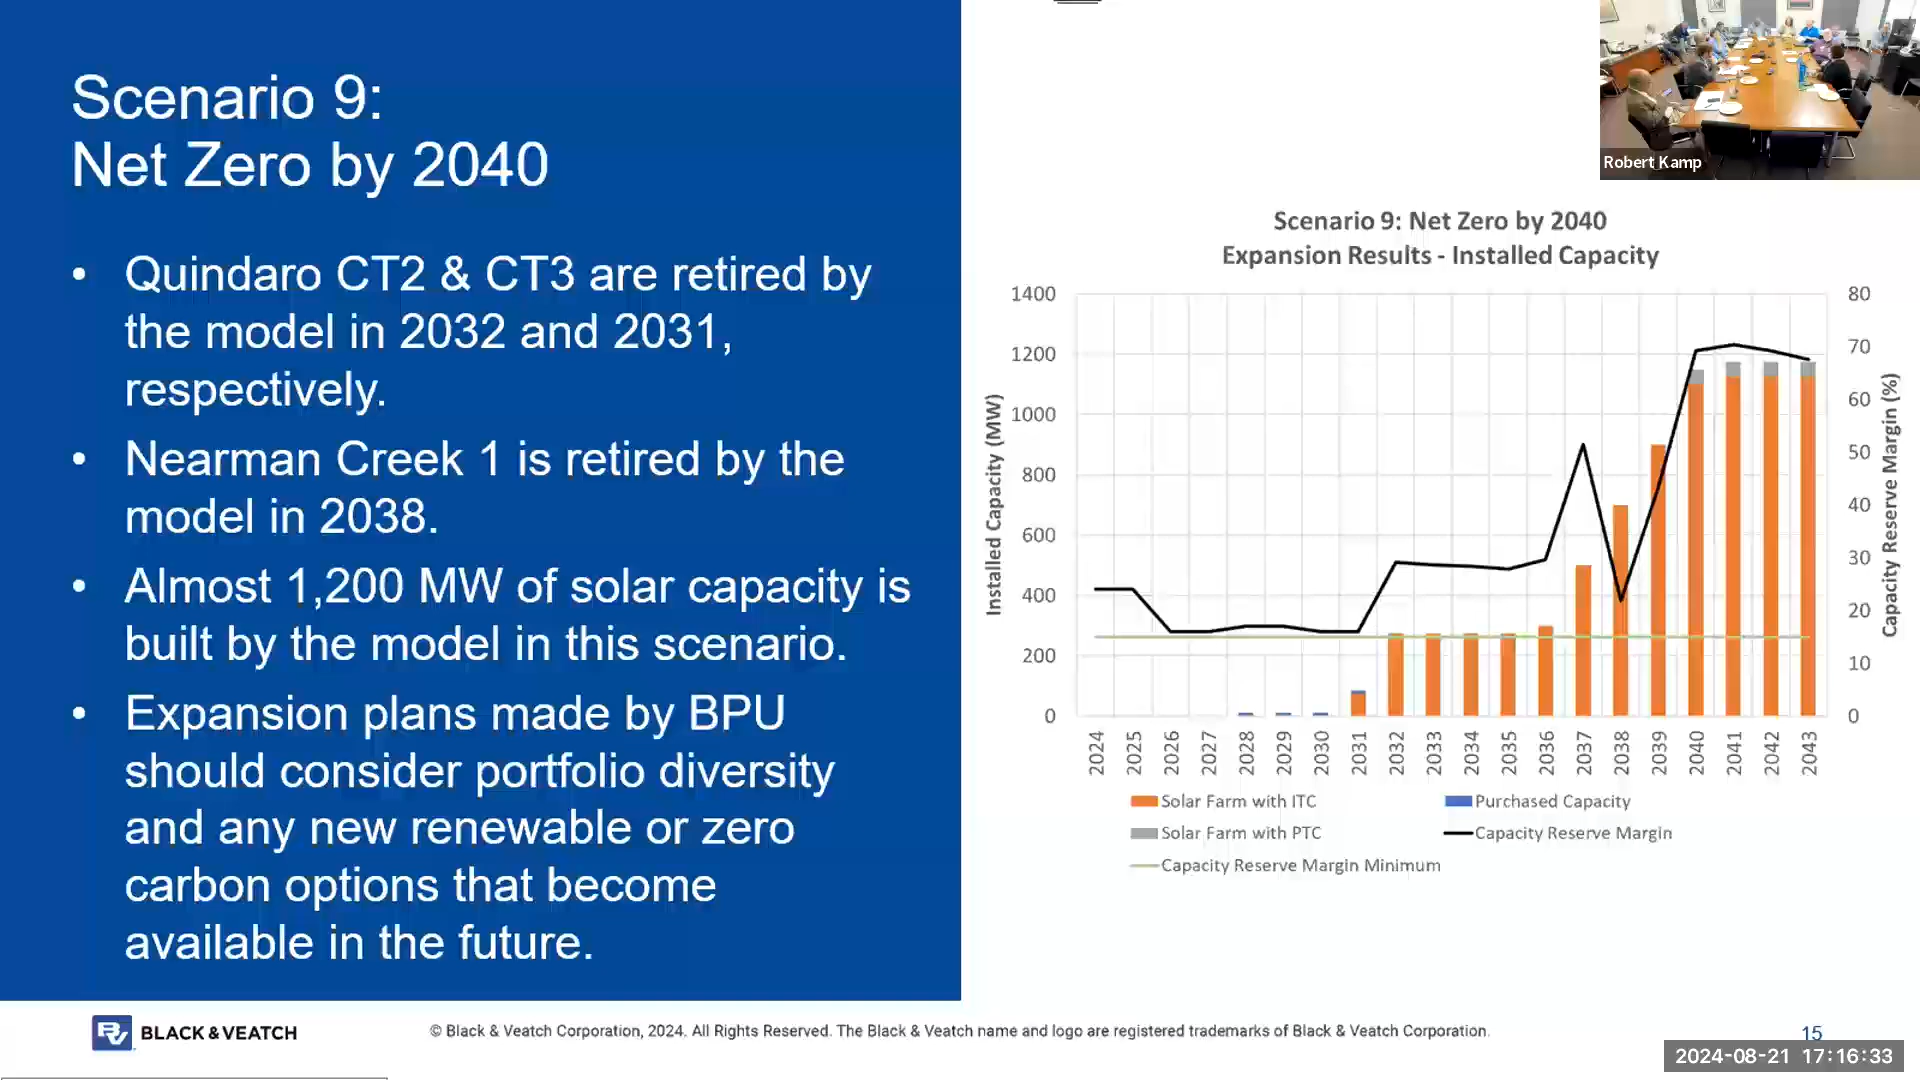 Scenario 9:
Net Zero by 2040
• Quindaro CT2 & CT3 are retired by
the model in 2032 and 2031,
respectively.
• Nearman Creek 1 is retired by the
model in 2038.
• Almost 1,200 MW of solar capacity is
built by the model in this scenario.
• Expansion plans made by BPU
should consider portfolio diversity
and any new renewable or zero
carbon options that become
available in the future.
Robert Kamp
Scenario 9: Net Zero by 2040
Expansion Results - Installed Capacity
Installed Capacity (MW)
1400
1200
1000
800
600
400
200
0
80
70
60
50
40
30
20
10
0
Capacity Reserve Margin (%)
2024 2025 2026 2027 2028 2029 2030 2031 2032 2033 2034 2035 2036 2037 2038 2039 2040 2041 2042 2043
Solar Farm with ITC Purchased Capacity
Solar Farm with PTC Capacity Reserve Margin
Capacity Reserve Margin Minimum
BV BLACK & VEATCH
© Black & Veatch Corporation, 2024. All Rights Reserved. The Black & Veatch name and logo are registered trademarks of Black & Veatch Corporation.
15
2024-08-21 17:16:33